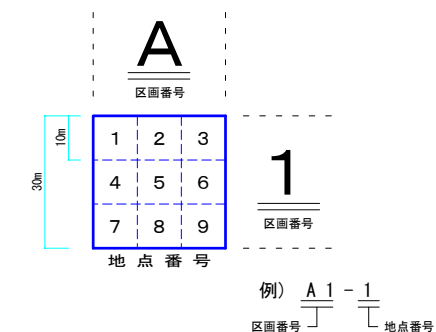 A
区画番号
10m
30m
1 2 3
4 5 6
7 8 9
1
区画番号
地点番号
例） A1-1
区画番号 地点番号